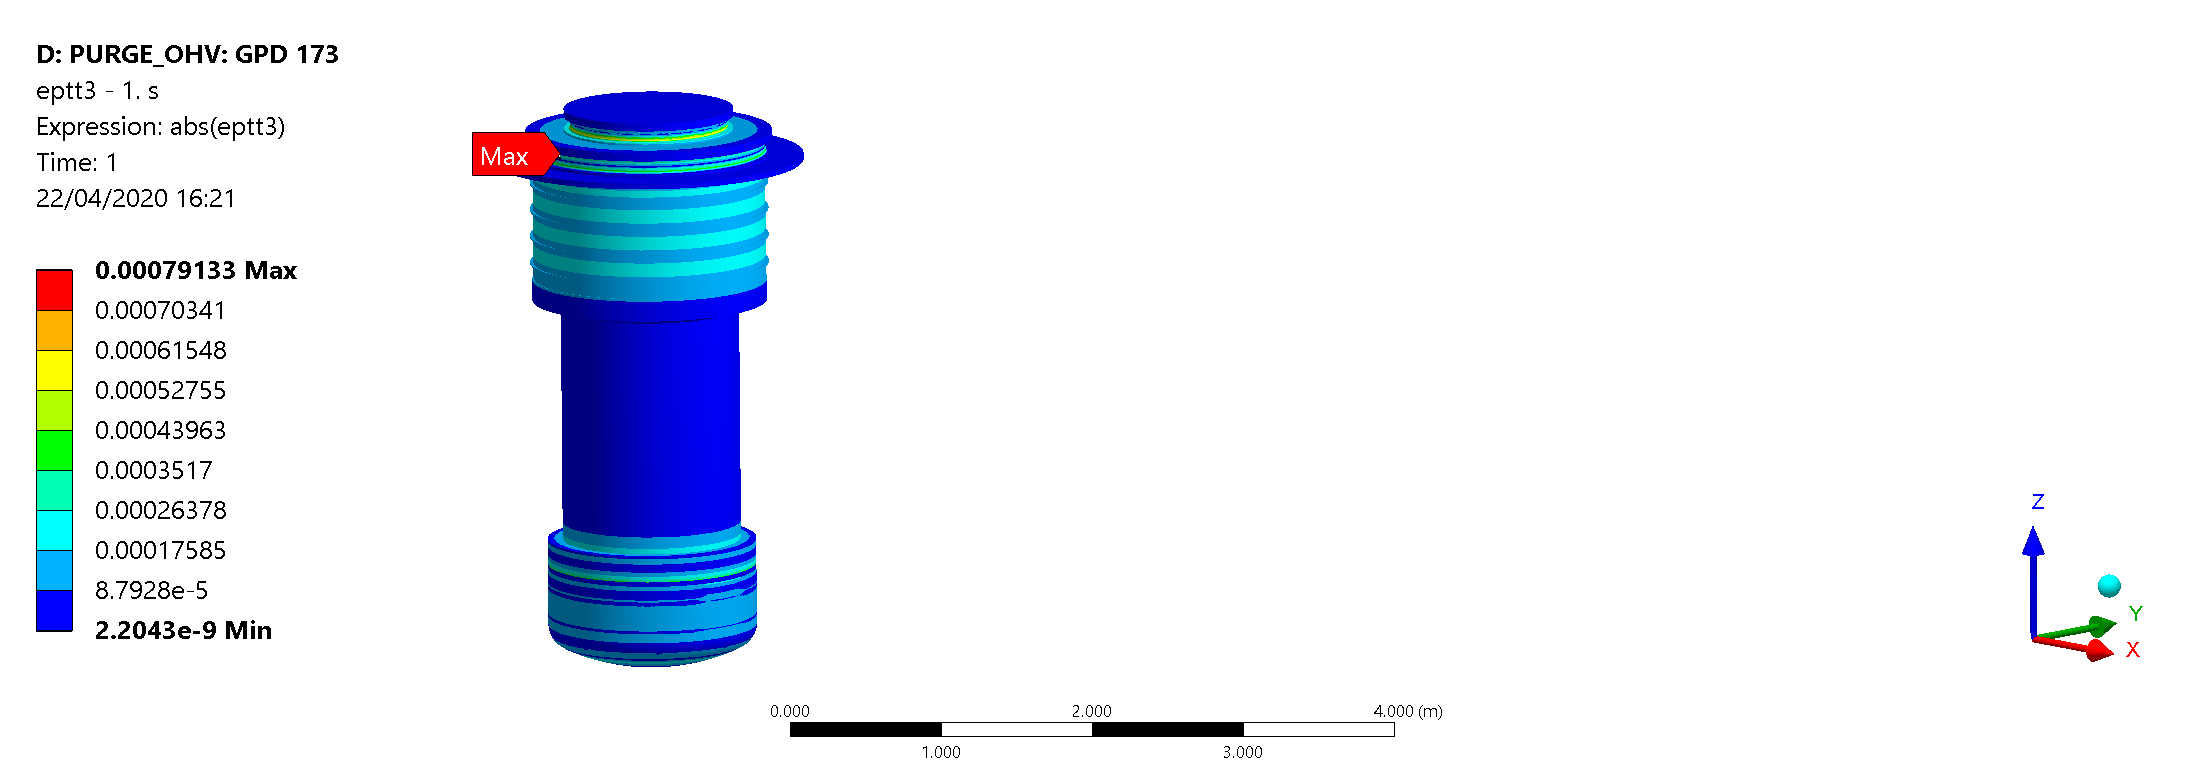 D: PURGE_OHV: GPD 173
eptt3 - 1. s
Expression: abs(eptt3)
Time: 1
22/04/2020 16:21
0.00079133 Max
0.00070341
0.00061548
0.00052755
0.00043963
0.0003517
0.00026378
0.00017585
8.7928e-5
2.2043e-9 Min
Max
0.000 2.000 4.000 (m)
1.000 3.000
Z
Y
X